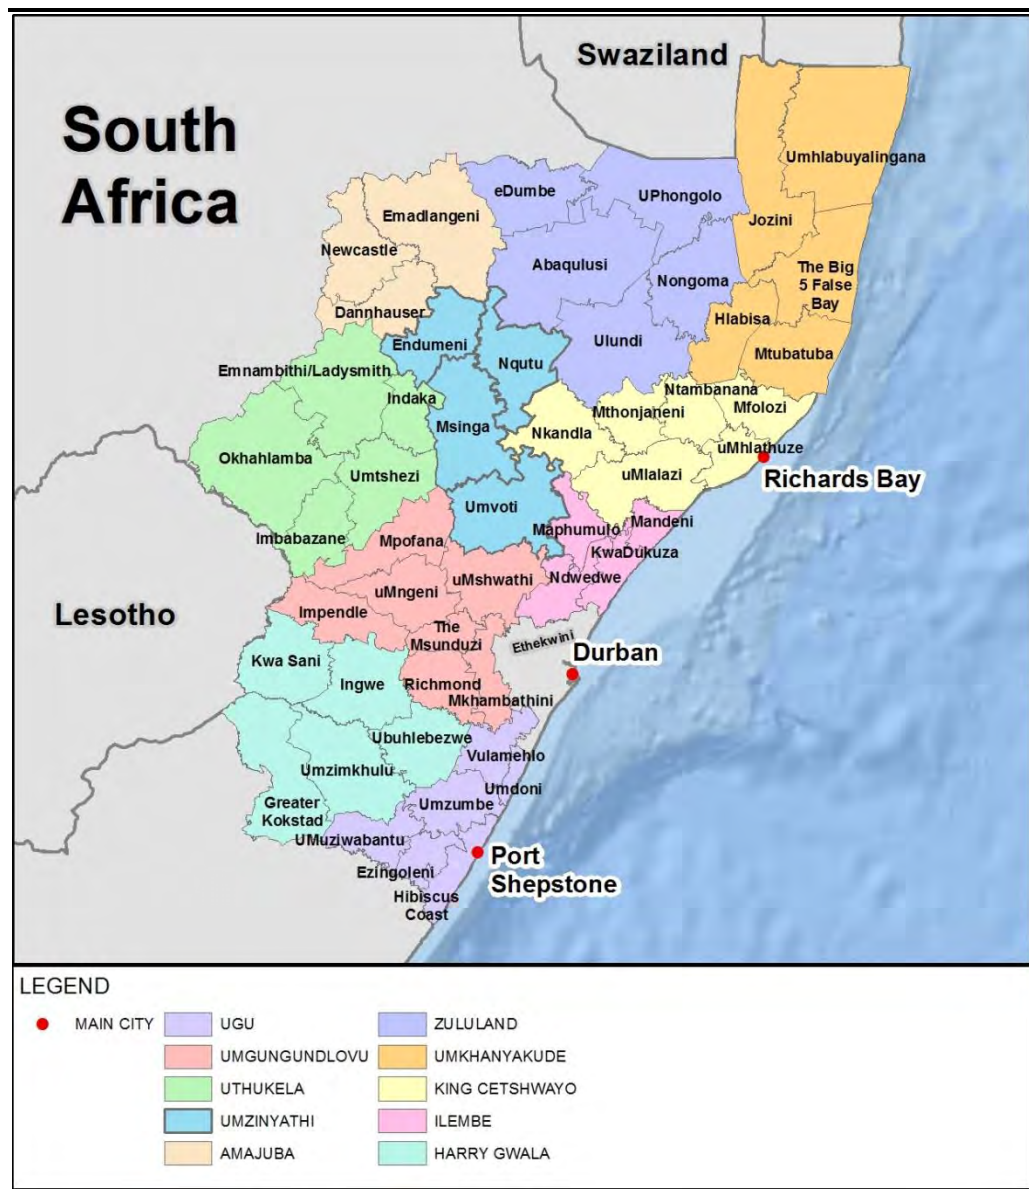 Swaziland
South
Africa
Umhlabuyalingana
eDumbe
UPhongolo
Emadlangeni
Jozini
Newcastle
Abaqulusi
Nongoma
The Big
5 False
Bay
Dannhauser
Hlabisa
Endumeni
Ulundi
Mtubatuba
Nqutu
Emnambithi/Ladysmith
Indaka
Ntambanana
Mthonjaneni
Mfolozi
Msinga
Nkandla
uMhlathuze
Okhahlamba
Umtshezi
uMlalazi
Richards Bay
Umvoti
Imbabazane
Mpofana
Maphumulo
Mandeni
KwaDukuza
uMshwathi
Ndwedwe
uMngeni
Lesotho
Impendle
The
Msunduzi
Ethekwini
Durban
Kwa Sani
Ingwe
Richmond
Mkhambathini
Ubuhlebezwe
Vulamehlo
Umzimkhulu
Umdoni
Greater
Kokstad
Umzumbe
UMuziwabantu
Port
Shepstone
Ezingoleni
Hibiscus
Coast
LEGEND
MAIN CITY
UGU
ZULULAND
UMGUNGUNDLOVU
UMKHANYAKUDE
UTHUKELA
KING CETSHWAYO
UMZINYATHI
ILEMBE
AMAJUBA
HARRY GWALA